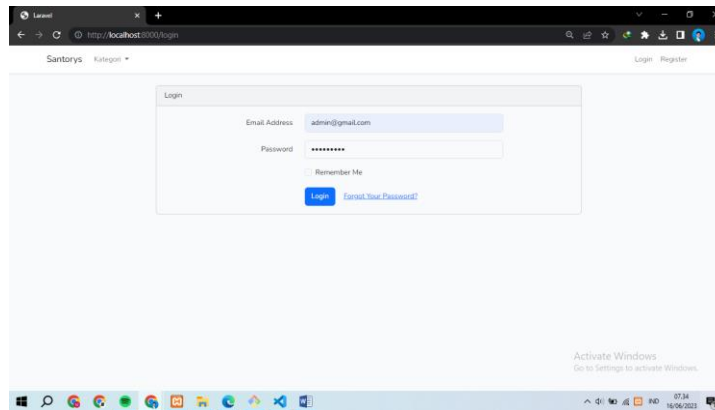 Laravel
http://localhost:8000/login
Santorys Kategori Login Register
Login
Email Address admin@gmail.com
Password •••••••••
Remember Me
Login Forgot Your Password?
Activate Windows
Go to Settings to activate Windows.
IND 07.34
16/06/2023